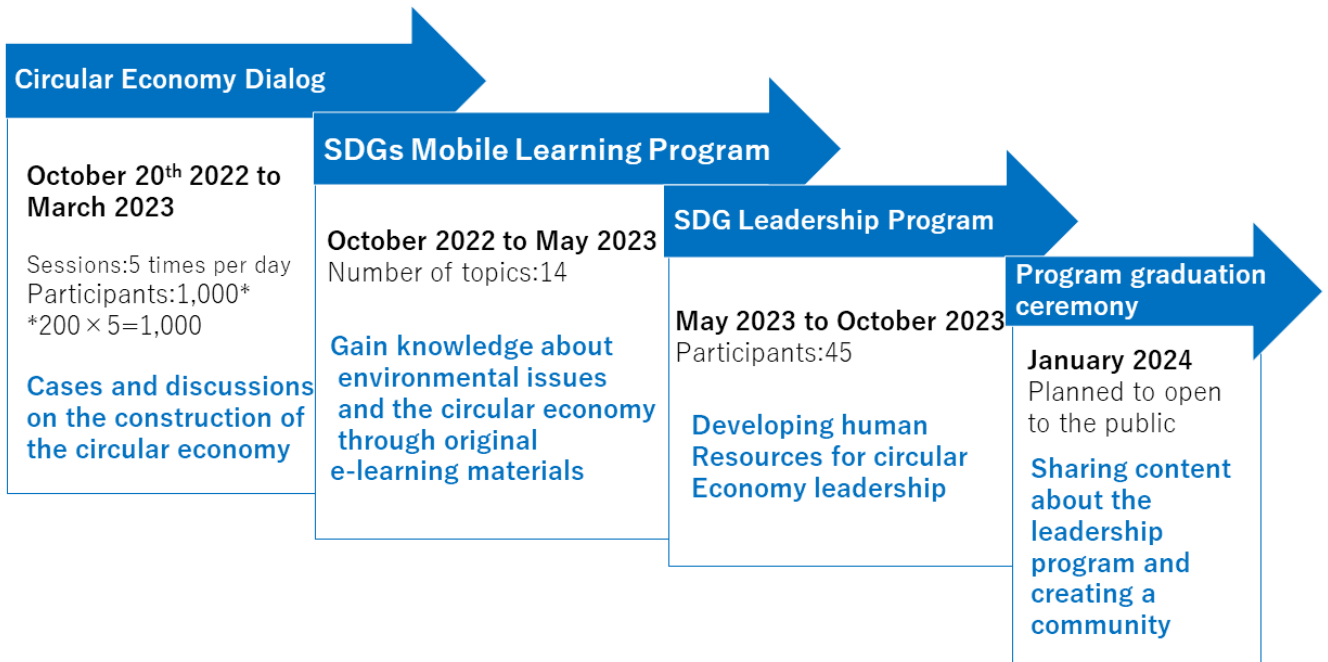 Circular Economy Dialog
October 20th 2022 to
March 2023
Sessions:5 times per day
Participants:1,000*
*200 × 5=1,000
Cases and discussions
on the construction of
the circular economy
SDGs Mobile Learning Program
October 2022 to May 2023
Number of topics:14
Gain knowledge about
environmental issues
and the circular economy
through original
e-learning materials
SDG Leadership Program
May 2023 to October 2023
Participants:45
Developing human
Resources for circular
Economy leadership
Program graduation
ceremony
January 2024
Planned to open
to the public
Sharing content
about the
leadership
program and
creating a
community